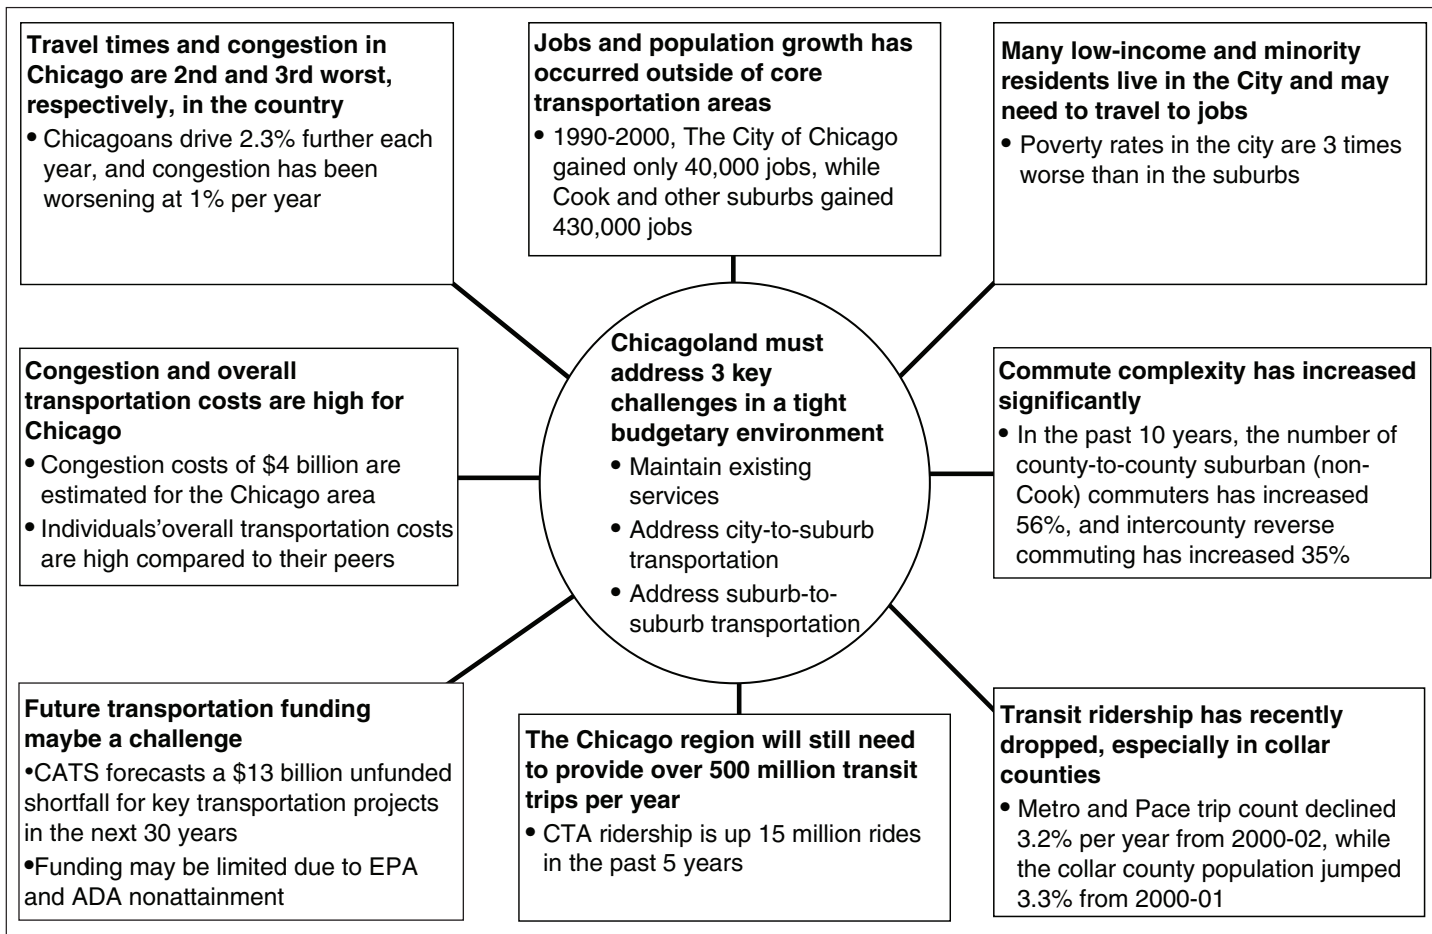 Travel times and congestion in
Chicago are 2nd and 3rd worst,
respectively, in the country
• Chicagoans drive 2.3% further each
year, and congestion has been
worsening at 1% per year
Jobs and population growth has
occurred outside of core
transportation areas
• 1990-2000, The City of Chicago
gained only 40,000 jobs, while
Cook and other suburbs gained
430,000 jobs
Many low-income and minority
residents live in the City and may
need to travel to jobs
• Poverty rates in the city are 3 times
worse than in the suburbs
Congestion and overall
transportation costs are high for
Chicago
• Congestion costs of $4 billion are
estimated for the Chicago area
• Individuals'overall transportation costs
are high compared to their peers
Chicagoland must
address 3 key
challenges in a tight
budgetary environment
• Maintain existing
services
• Address city-to-suburb
transportation
• Address suburb-to-
suburb transportation
Commute complexity has increased
significantly
• In the past 10 years, the number of
county-to-county suburban (non-
Cook) commuters has increased
56%, and intercounty reverse
commuting has increased 35%
Future transportation funding
maybe a challenge
•CATS forecasts a $13 billion unfunded
shortfall for key transportation projects
in the next 30 years
•Funding may be limited due to EPA
and ADA nonattainment
The Chicago region will still need
to provide over 500 million transit
trips per year
• CTA ridership is up 15 million rides
in the past 5 years
Transit ridership has recently
dropped, especially in collar
counties
• Metro and Pace trip count declined
3.2% per year from 2000-02, while
the collar county population jumped
3.3% from 2000-01